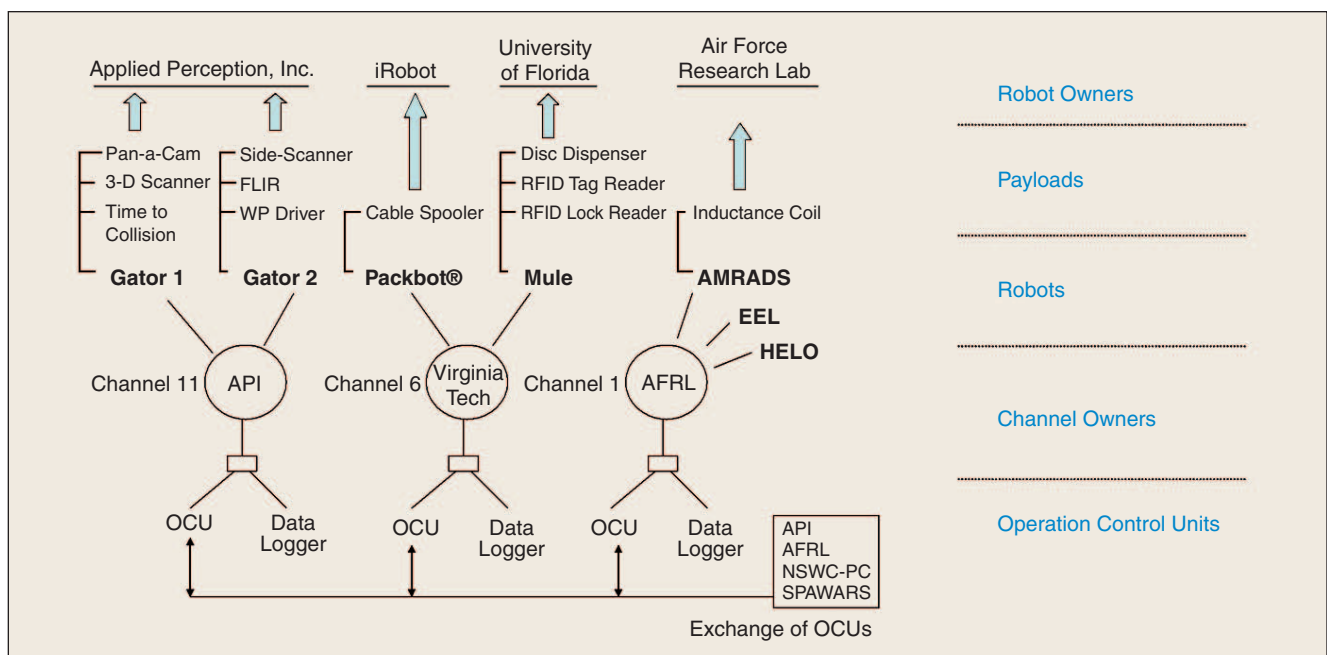 Applied Perception, Inc.
iRobot
University
of Florida
Air Force
Research Lab
Robot Owners
Pan-a-Cam
3-D Scanner
Time to
Collision
Side-Scanner
FLIR
WP Driver
Cable Spooler
Disc Dispenser
RFID Tag Reader
RFID Lock Reader
Inductance Coil
Payloads
Gator 1
Gator 2
Packbot®
Mule
AMRADS
EEL
HELO
Robots
Channel 11
API
Channel 6
Virginia
Tech
Channel 1
AFRL
Channel Owners
OCU
Data
Logger
OCU
Data
Logger
OCU
Data
Logger
API
AFRL
NSWC-PC
SPAWARS
Operation Control Units
Exchange of OCUs